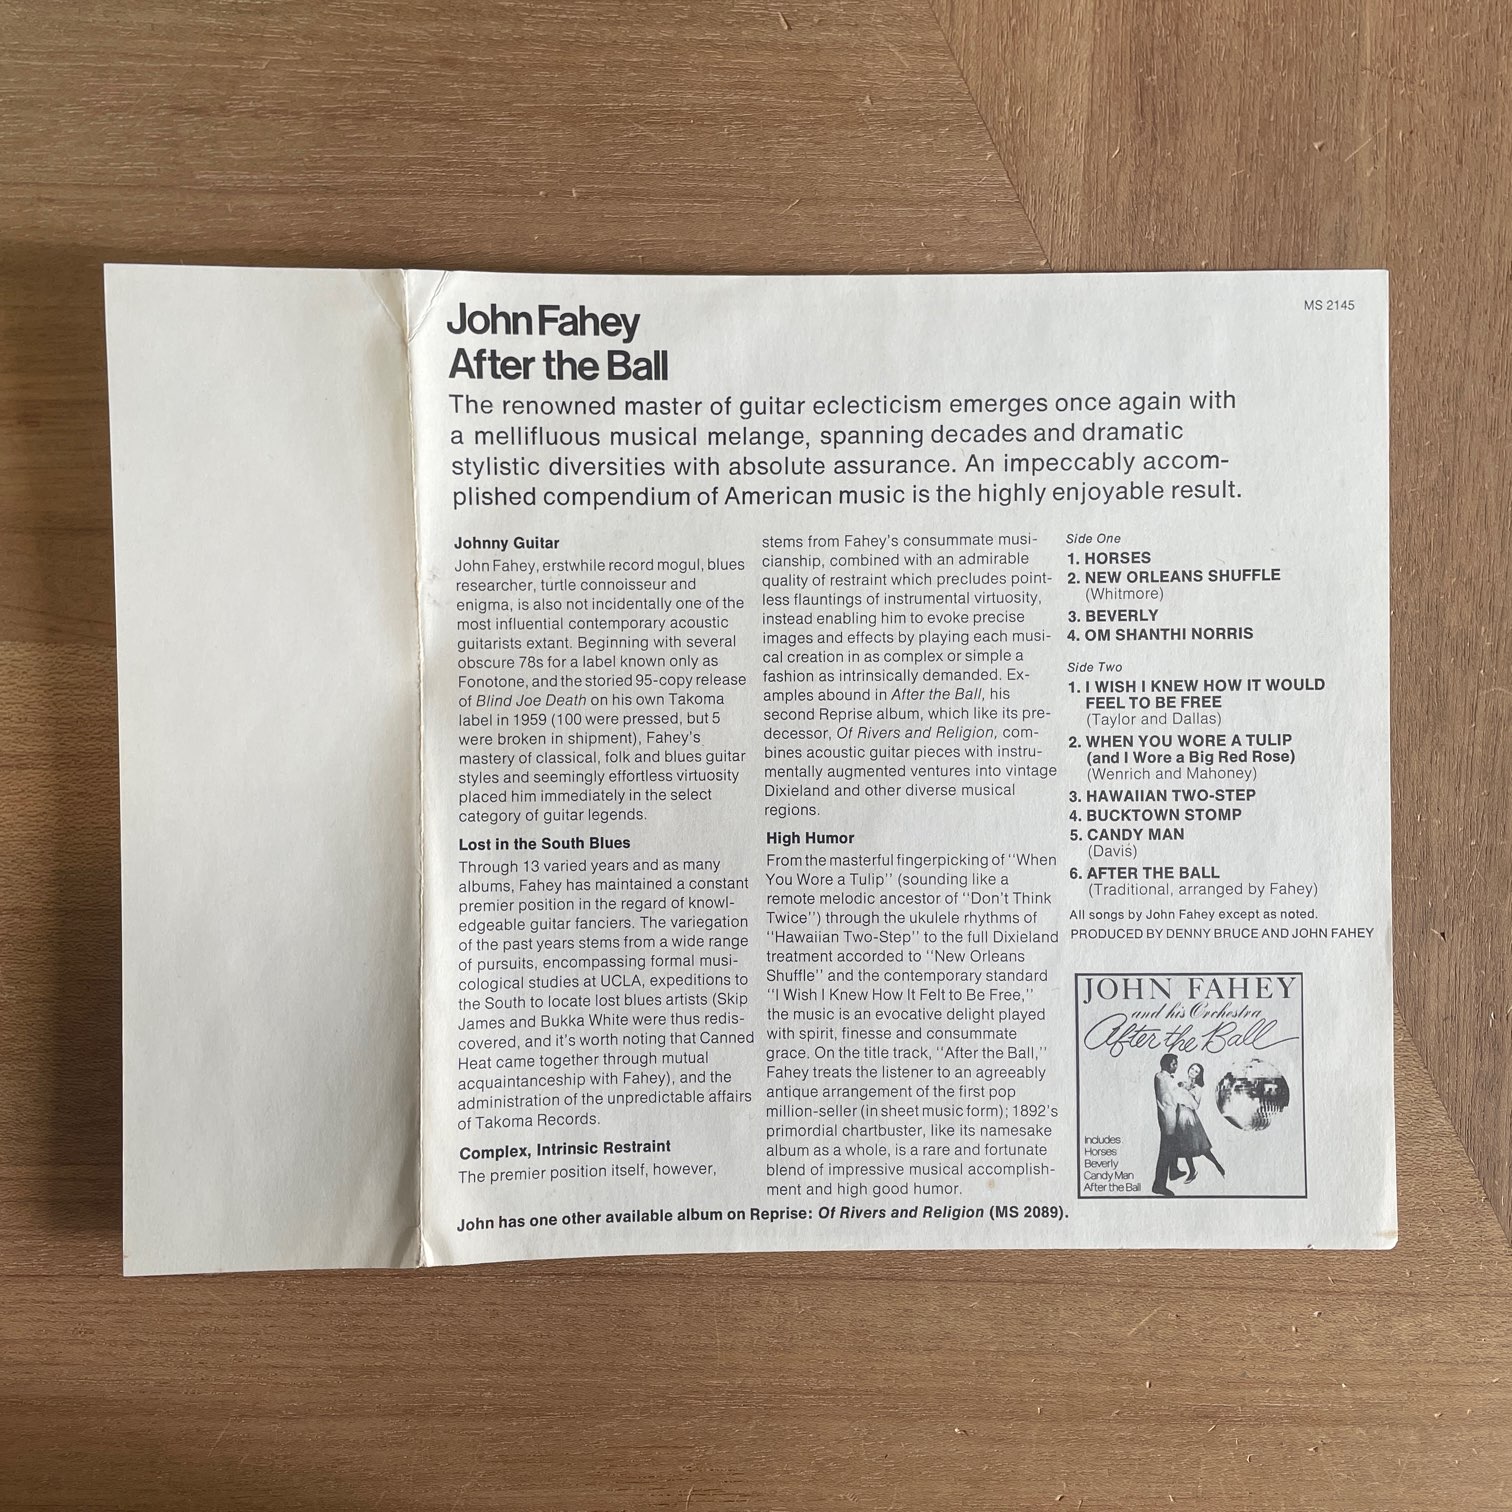 MS 2145
John Fahey
After the Ball
The renowned master of guitar eclecticism emerges once again with
a mellifluous musical melange, spanning decades and dramatic
stylistic diversities with absolute assurance. An impeccably accom-
plished compendium of American music is the highly enjoyable result.
Johnny Guitar
John Fahey, erstwhile record mogul, blues
researcher, turtle connoisseur and
enigma, is also not incidentally one of the
most influential contemporary acoustic
guitarists extant. Beginning with several
obscure 78s for a label known only as
Fonotone, and the storied 95-copy release
of Blind Joe Death on his own Takoma
label in 1959 (100 were pressed, but 5
were broken in shipment), Fahey's
mastery of classical, folk and blues guitar
styles and seemingly effortless virtuosity
placed him immediately in the select
category of guitar legends.
Lost in the South Blues
Through 13 varied years and as many
albums, Fahey has maintained a constant
premier position in the regard of knowl-
edgeable guitar fanciers. The variegation
of the past years stems from a wide range
of pursuits, encompassing formal musi-
cological studies at UCLA, expeditions to
the South to locate lost blues artists (Skip
James and Bukka White were thus redis-
covered, and it's worth noting that Canned
Heat came together through mutual
acquaintanceship with Fahey), and the
administration of the unpredictable affairs
of Takoma Records.
Complex, Intrinsic Restraint
The premier position itself, however,
stems from Fahey's consummate musi-
cianship, combined with an admirable
quality of restraint which precludes point-
less flauntings of instrumental virtuosity,
instead enabling him to evoke precise
images and effects by playing each musi-
cal creation in as complex or simple a
fashion as intrinsically demanded. Ex-
amples abound in After the Ball, his
second Reprise album, which like its pre-
decessor, Of Rivers and Religion, com-
bines acoustic guitar pieces with instru-
mentally augmented ventures into vintage
Dixieland and other diverse musical
regions.
High Humor
From the masterful fingerpicking of "When
You Wore a Tulip" (sounding like a
remote melodic ancestor of "Don't Think
Twice") through the ukulele rhythms of
"Hawaiian Two-Step" to the full Dixieland
treatment accorded to "New Orleans
Shuffle" and the contemporary standard
"I Wish I Knew How It Felt to Be Free,"
the music is an evocative delight played
with spirit, finesse and consummate
grace. On the title track, "After the Ball,"
Fahey treats the listener to an agreeably
antique arrangement of the first pop
million-seller (in sheet music form); 1892's
primordial chartbuster, like its namesake
album as a whole, is a rare and fortunate
blend of impressive musical accomplish-
ment and high good humor.
John has one other available album on Reprise: Of Rivers and Religion (MS 2089).
Side One
1. HORSES
2. NEW ORLEANS SHUFFLE
(Whitmore)
3. BEVERLY
4. OM SHANTHI NORRIS
Side Two
1. I WISH I KNEW HOW IT WOULD
FEEL TO BE FREE
(Taylor and Dallas)
2. WHEN YOU WORE A TULIP
(and I Wore a Big Red Rose)
(Wenrich and Mahoney)
3. HAWAIIAN TWO-STEP
4. BUCKTOWN STOMP
5. CANDY MAN
(Davis)
6. AFTER THE BALL
(Traditional, arranged by Fahey)
All songs by John Fahey except as noted.
PRODUCED BY DENNY BRUCE AND JOHN FAHEY
JOHN FAHEY
and his Orchestra
After the Ball
Includes
Horses
Beverly
Candy Man
After the Ball